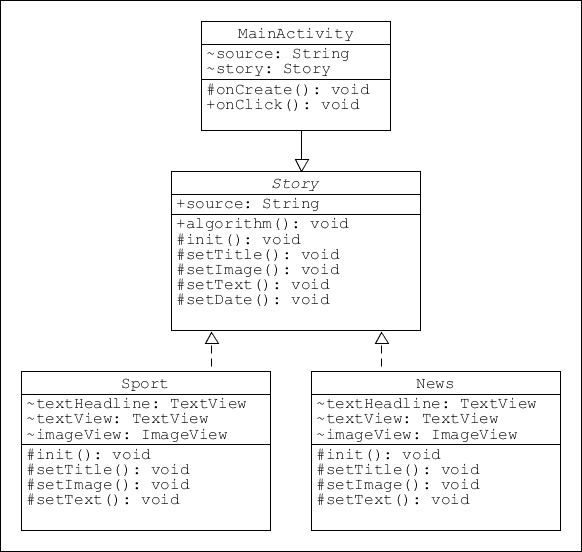 MainActivity
~source: String
~story: Story
#onCreate(): void
+onClick(): void
Story
+source: String
+algorithm(): void
#init(): void
#setTitle(): void
#setImage(): void
#setText(): void
#setDate(): void
Sport
~textHeadline: TextView
~textView: TextView
~imageView: ImageView
#init(): void
#setTitle(): void
#setImage(): void
#setText(): void
News
~textHeadline: TextView
~textView: TextView
~imageView: ImageView
#init(): void
#setTitle(): void
#setImage(): void
#setText(): void